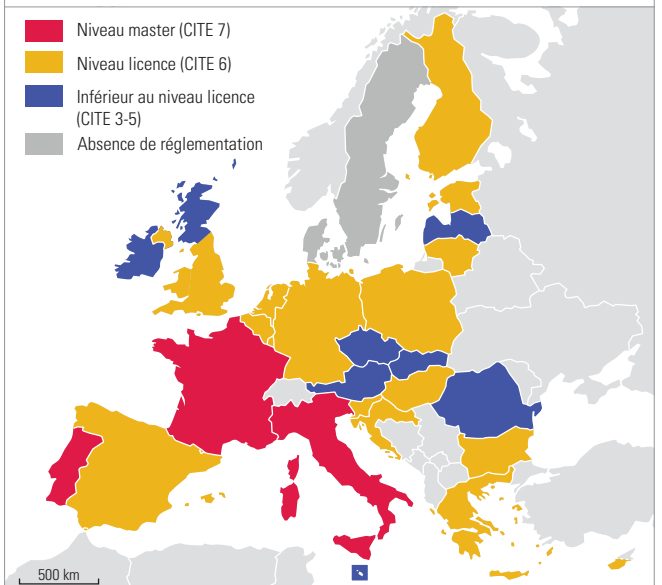 Niveau master (CITE 7)
Niveau licence (CITE 6)
Inférieur au niveau licence
(CITE 3-5)
Absence de réglementation
500 km